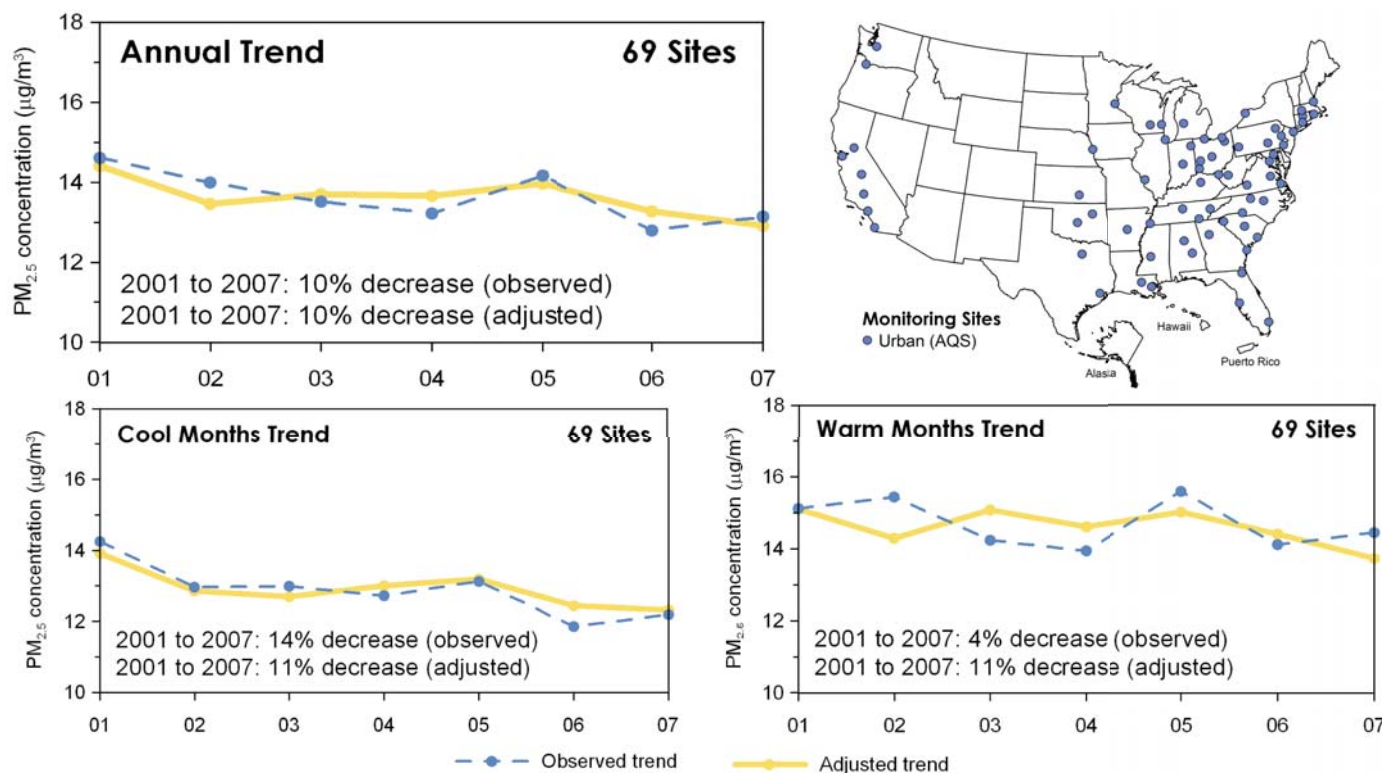 Annual Trend 69 Sites
PM2.5 concentration (μg/m³)
18
16
14
12
10
2001 to 2007: 10% decrease (observed)
2001 to 2007: 10% decrease (adjusted)
01 02 03 04 05 06 07
Monitoring Sites
Urban (AQS)
Alasia
Hawaii
Puerto Rico
Cool Months Trend 69 Sites
PM2.5 concentration (μg/m³)
18
16
14
12
10
2001 to 2007: 14% decrease (observed)
2001 to 2007: 11% decrease (adjusted)
01 02 03 04 05 06 07
Warm Months Trend 69 Sites
PM2.5 concentration (μg/m³)
18
16
14
12
10
2001 to 2007: 4% decrease (observed)
2001 to 2007: 11% decrease (adjusted)
01 02 03 04 05 06 07
Observed trend Adjusted trend